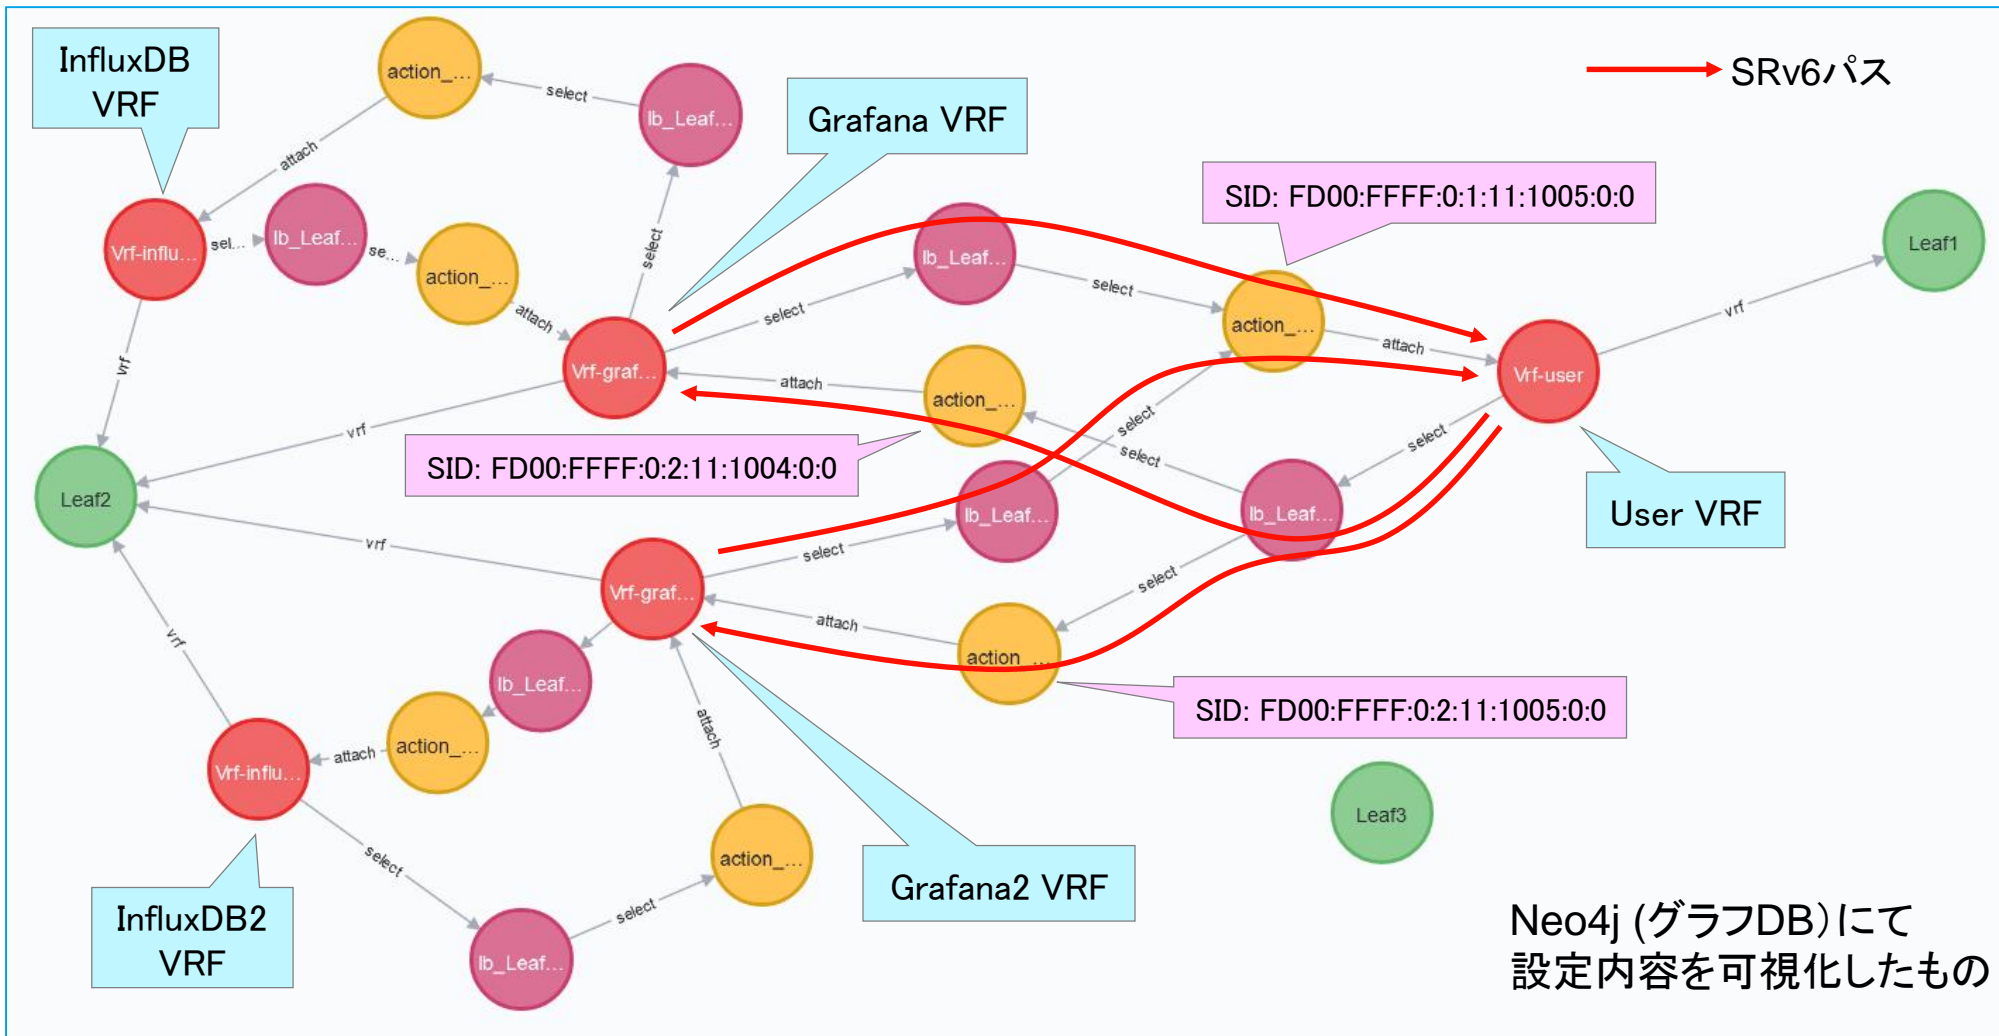 InfluxDB
VRF
action_...
select
lb_Leaf...
SRv6パス
Grafana VRF
attach
select
SID: FD00:FFFF:0:1:11:1005:0:0
Vrf-influ...
sel...
lb_Leaf...
se...
action_...
attach
lb_Leaf...
select
select
action_...
attach
Leaf1
vrf
vrf
Vrf-graf...
attach
action_...
Vrf-user
vrf
select
select
select
SID: FD00:FFFF:0:2:11:1004:0:0
Leaf2
lb_Leaf...
lb_Leaf...
User VRF
vrf
select
select
Vrf-graf...
attach
action_...
vrf
lb_Leaf...
SID: FD00:FFFF:0:2:11:1005:0:0
attach
action_...
attach
Vrf-influ...
Leaf3
select
action_...
Grafana2 VRF
InfluxDB2
VRF
select
lb_Leaf...
Neo4j (グラフDB)にて
設定内容を可視化したもの